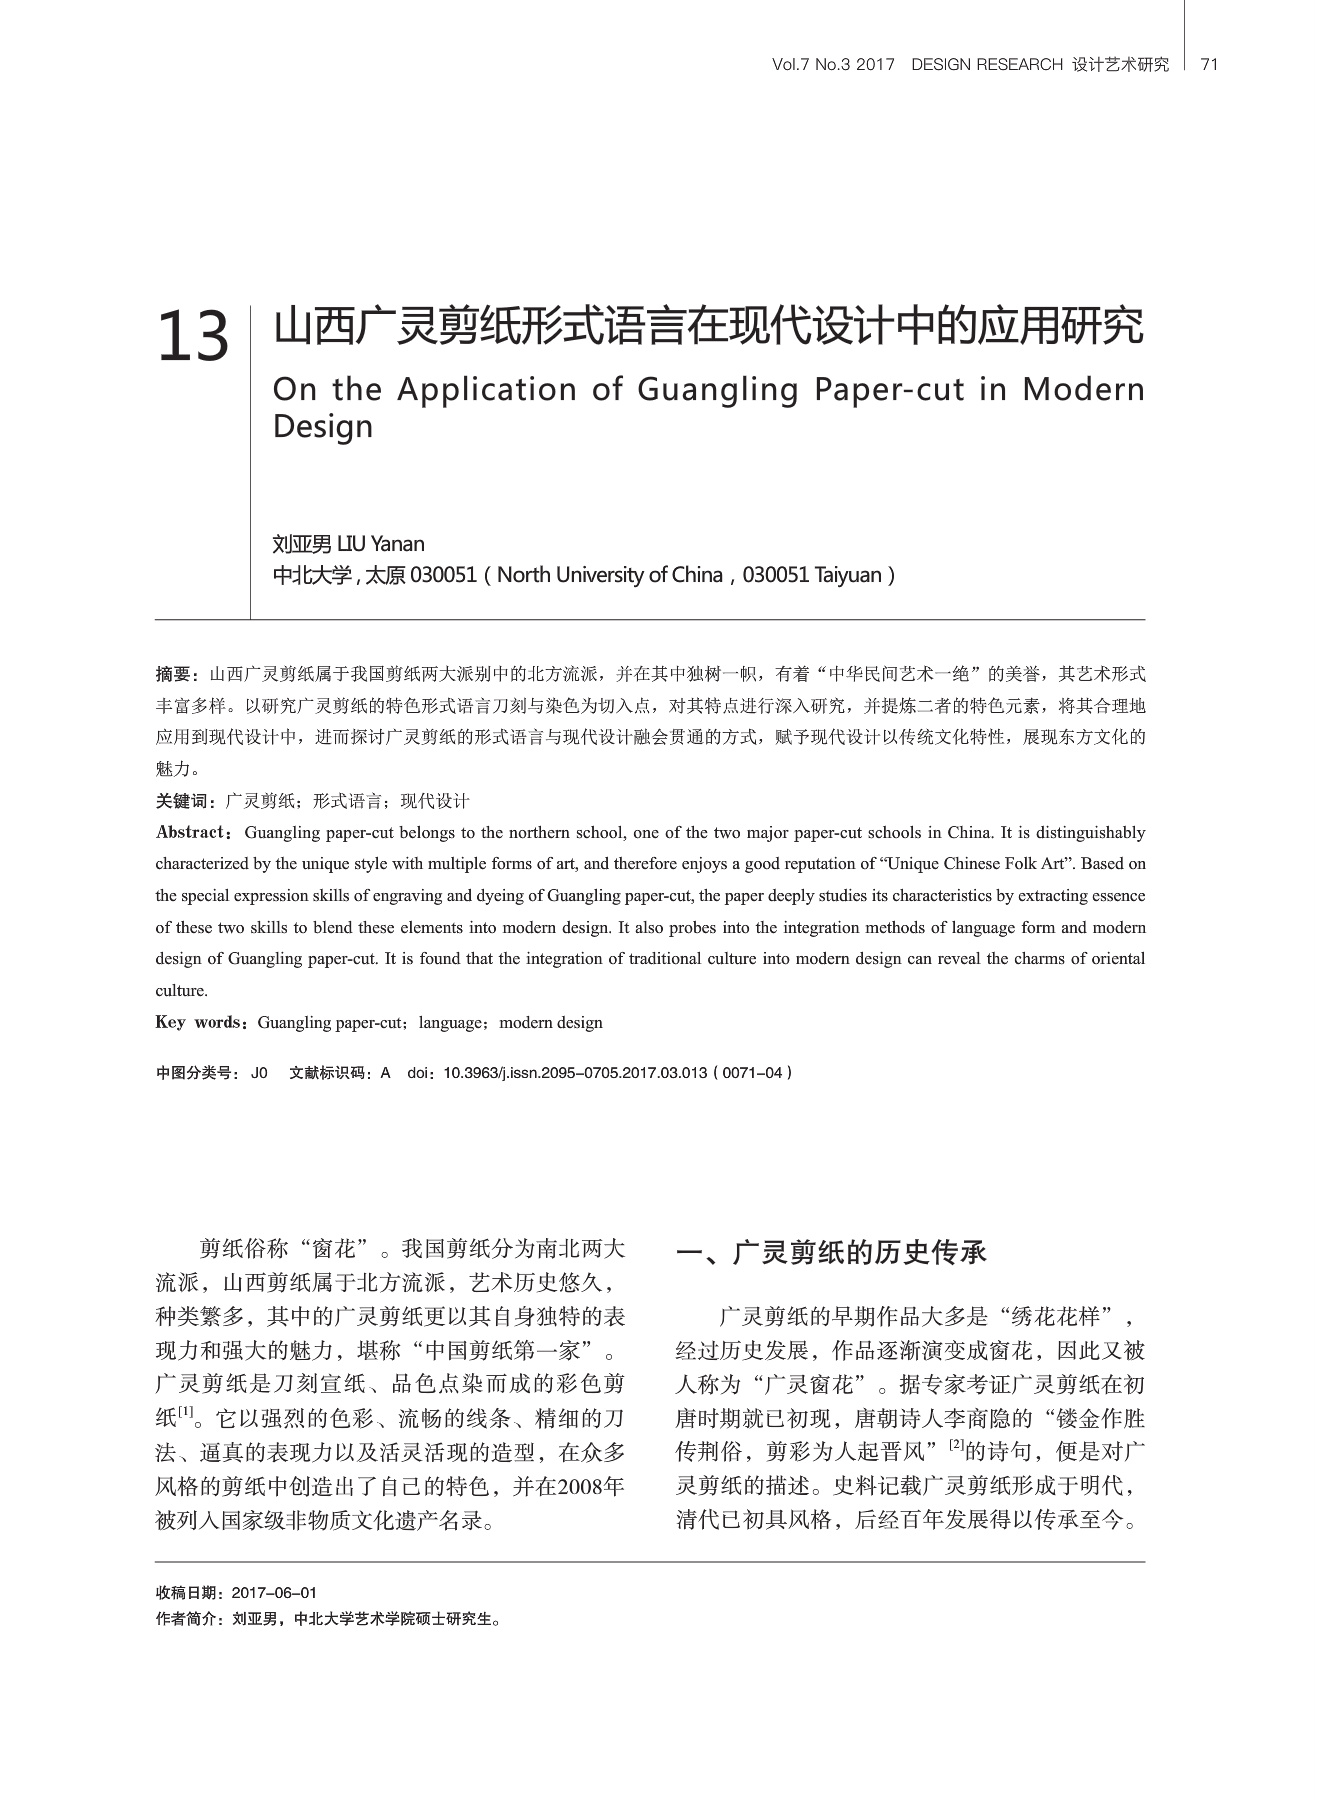 Vol.7 No.3 2017 DESIGN RESEARCH 设计艺术研究 71
13
山西广灵剪纸形式语言在现代设计中的应用研究
On the Application of Guangling Paper-cut in Modern
Design
刘亚男 LIU Yanan
中北大学 , 太原 030051（North University of China，030051 Taiyuan）
摘要：山西广灵剪纸属于我国剪纸两大派别中的北方流派，并在其中独树一帜，有着“中华民间艺术一绝”的美誉，其艺术形式
丰富多样。以研究广灵剪纸的特色形式语言刀刻与染色为切入点，对其特点进行深入研究，并提炼二者的特色元素，将其合理地
应用到现代设计中，进而探讨广灵剪纸的形式语言与现代设计融会贯通的方式，赋予现代设计以传统文化特性，展现东方文化的
魅力。
关键词：广灵剪纸；形式语言；现代设计
Abstract：Guangling paper-cut belongs to the northern school, one of the two major paper-cut schools in China. It is distinguishably
characterized by the unique style with multiple forms of art, and therefore enjoys a good reputation of “Unique Chinese Folk Art”. Based on
the special expression skills of engraving and dyeing of Guangling paper-cut, the paper deeply studies its characteristics by extracting essence
of these two skills to blend these elements into modern design. It also probes into the integration methods of language form and modern
design of Guangling paper-cut. It is found that the integration of traditional culture into modern design can reveal the charms of oriental
culture.
Key words：Guangling paper-cut；language；modern design
中图分类号： J0 文献标识码：A doi：10.3963/j.issn.2095-0705.2017.03.013（0071-04）
剪纸俗称“窗花”。我国剪纸分为南北两大
流派，山西剪纸属于北方流派，艺术历史悠久，
种类繁多，其中的广灵剪纸更以其自身独特的表
现力和强大的魅力，堪称“中国剪纸第一家”。
广灵剪纸是刀刻宣纸、品色点染而成的彩色剪
纸[1]。它以强烈的色彩、流畅的线条、精细的刀
法、逼真的表现力以及活灵活现的造型，在众多
风格的剪纸中创造出了自己的特色，并在2008年
被列入国家级非物质文化遗产名录。
一、广灵剪纸的历史传承
广灵剪纸的早期作品大多是“绣花花样”，
经过历史发展，作品逐渐演变成窗花，因此又被
人称为“广灵窗花”。据专家考证广灵剪纸在初
唐时期就已初现，唐朝诗人李商隐的“镂金作胜
传荆俗，剪彩为人起晋风”[2]的诗句，便是对广
灵剪纸的描述。史料记载广灵剪纸形成于明代，
清代已初具风格，后经百年发展得以传承至今。
收稿日期：2017-06-01
作者简介：刘亚男，中北大学艺术学院硕士研究生。